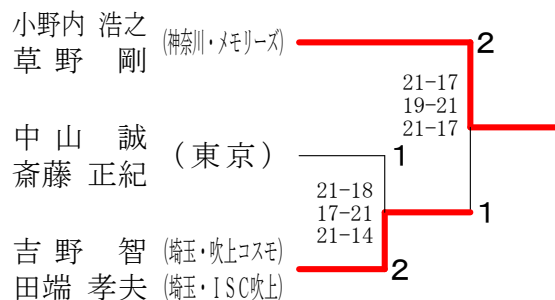 小野内 浩之
草 野　剛
(神奈川・メモリーズ)
2
21-17
19-21
21-17
中 山　誠
斎藤 正紀
(東京)
1
21-18
17-21
21-14
1
吉 野　智
(埼玉・吹上コスモ)
田端 孝夫
(埼玉・ISC吹上)
2